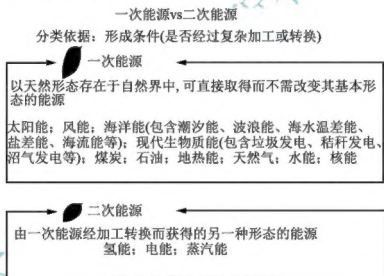 一次能源vs二次能源
分类依据：形成条件(是否经过复杂加工或转换)
一次能源
以天然形态存在于自然界中,可直接取得而不需改变其基本形
态的能源
太阳能；风能；海洋能(包含潮汐能、波浪能、海水温差能、
盐差能、海流能等)；现代生物质能(包含垃圾发电、秸秆发电、
沼气发电等)；煤炭；石油；地热能；天然气；水能；核能
二次能源
由一次能源经加工转换而获得的另一种形态的能源
氢能；电能；蒸汽能